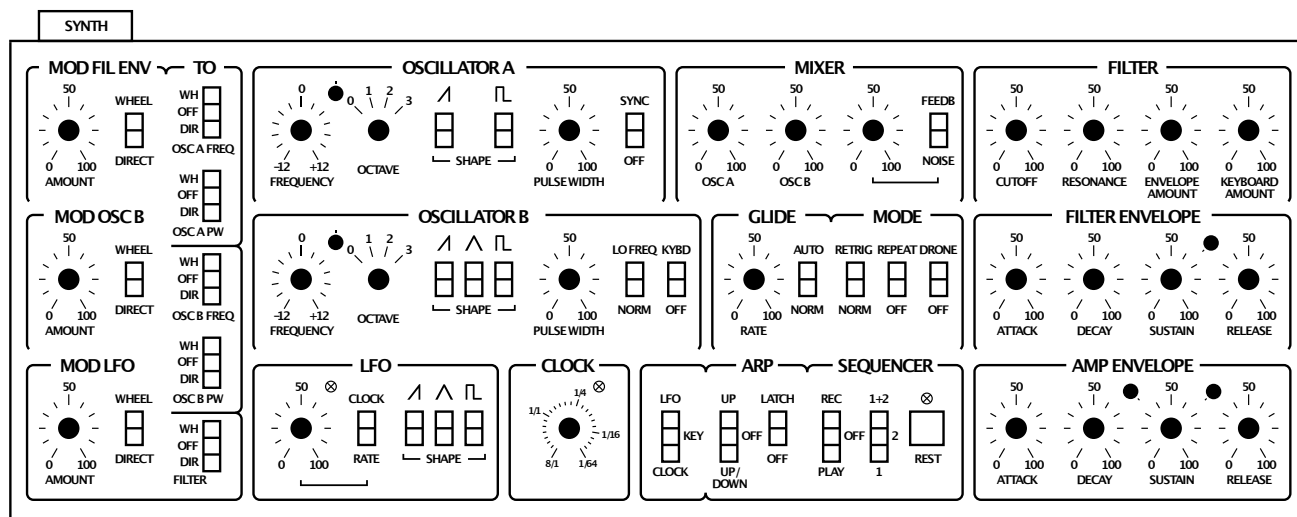 SYNTH
MOD FIL ENV
50
0 100
AMOUNT
WHEEL
DIRECT
TO
WH
OFF
DIR
OSC A FREQ
WH
OFF
DIR
OSC A PW
OSCILLATOR A
0
-12 +12
FREQUENCY
0 1 2 3
OCTAVE
SHAPE
50
0 100
PULSE WIDTH
SYNC
OFF
MIXER
50
0 100
OSC A
50
0 100
OSC B
50
0 100
FEEDB
NOISE
FILTER
50
0 100
CUTOFF
50
0 100
RESONANCE
50
0 100
ENVELOPE
AMOUNT
50
0 100
KEYBOARD
AMOUNT
MOD OSC B
50
0 100
AMOUNT
WHEEL
DIRECT
WH
OFF
DIR
OSC B FREQ
WH
OFF
DIR
OSC B PW
OSCILLATOR B
0
-12 +12
FREQUENCY
0 1 2 3
OCTAVE
SHAPE
50
0 100
PULSE WIDTH
LO FREQ
NORM
KYBD
OFF
GLIDE
50
0 100
RATE
AUTO
NORM
MODE
RETRIG
NORM
REPEAT
OFF
DRONE
OFF
FILTER ENVELOPE
50
0 100
ATTACK
50
0 100
DECAY
50
0 100
SUSTAIN
50
0 100
RELEASE
MOD LFO
50
0 100
AMOUNT
WHEEL
DIRECT
WH
OFF
DIR
FILTER
LFO
50
0 100
CLOCK
RATE
SHAPE
CLOCK
1/4
1/1
1/16
8/1 1/64
ARP
LFO
KEY
CLOCK
UP
OFF
UP/
DOWN
LATCH
OFF
SEQUENCER
REC
OFF
PLAY
1+2
2
1
REST
AMP ENVELOPE
50
0 100
ATTACK
50
0 100
DECAY
50
0 100
SUSTAIN
50
0 100
RELEASE